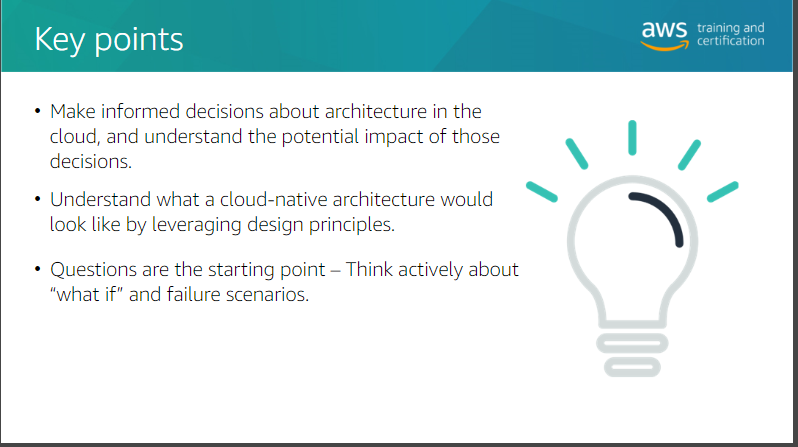 Key points
aws training and
certification
• Make informed decisions about architecture in the
cloud, and understand the potential impact of those
decisions.
• Understand what a cloud-native architecture would
look like by leveraging design principles.
• Questions are the starting point – Think actively about
“what if” and failure scenarios.